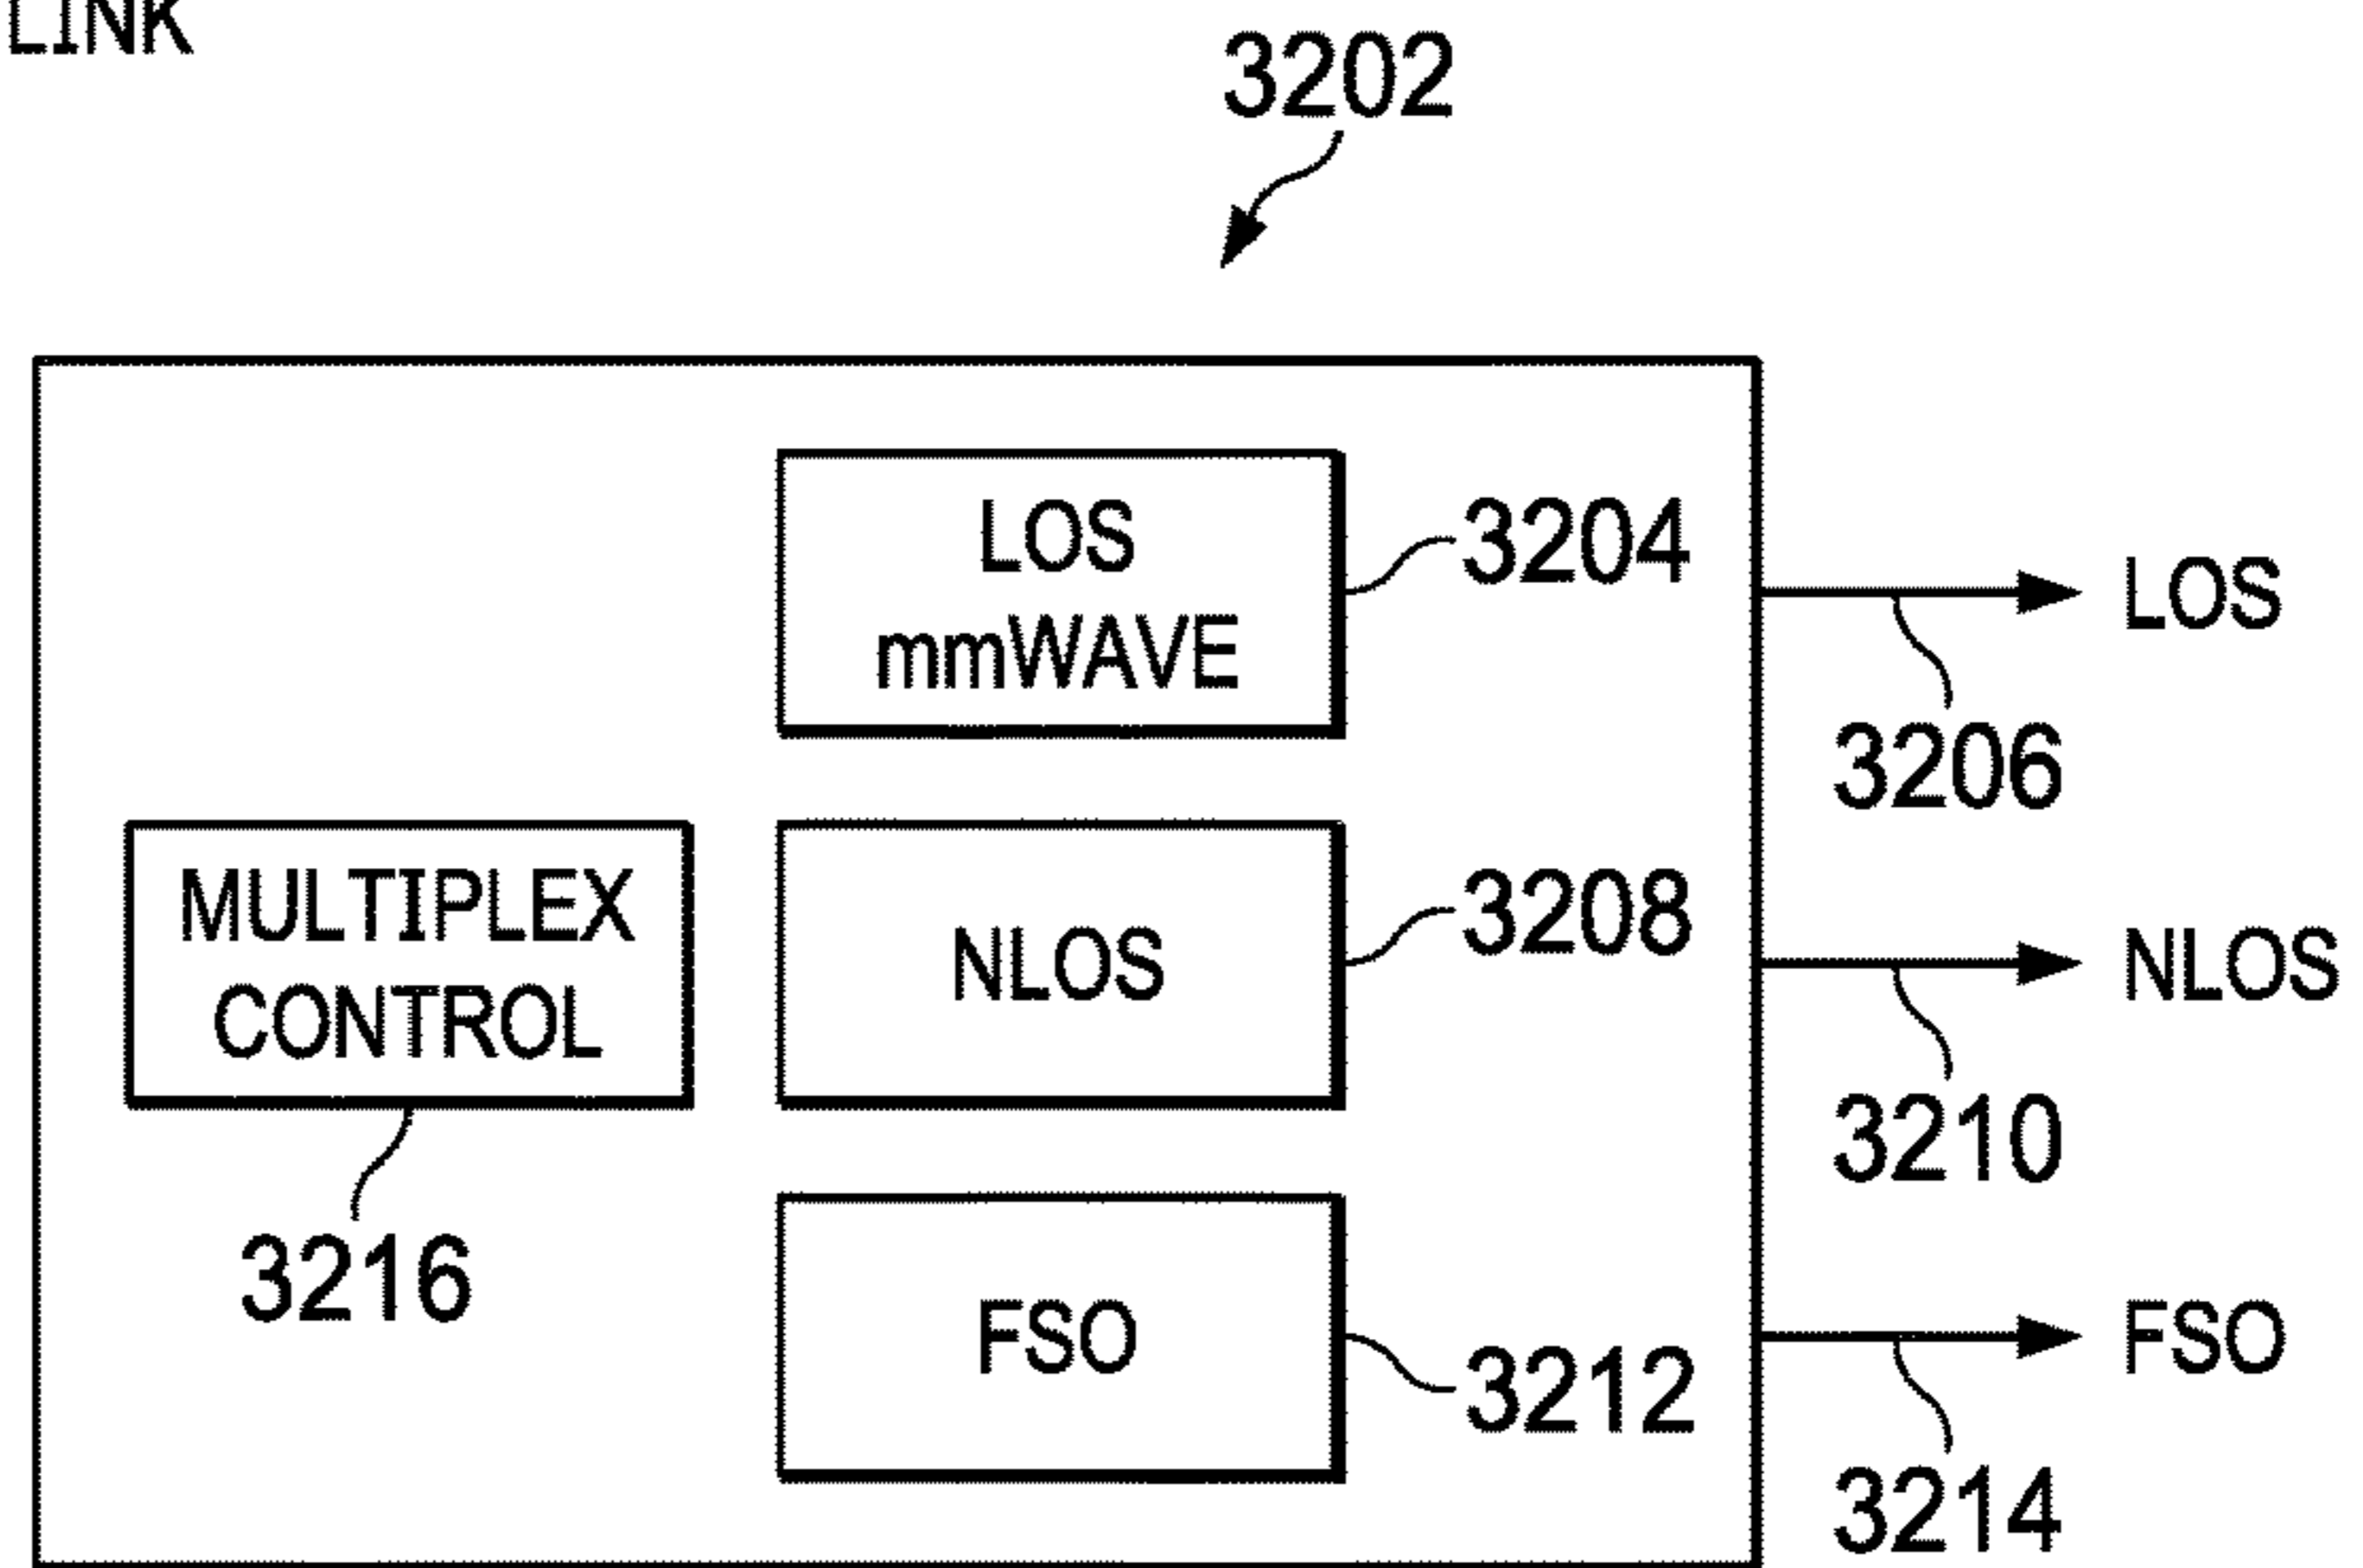 LINK
3202
LOS
mmWAVE
3204
LOS
3206
MULTIPLEX
CONTROL
3216
NLOS
3208
NLOS
3210
FSO
3212
FSO
3214